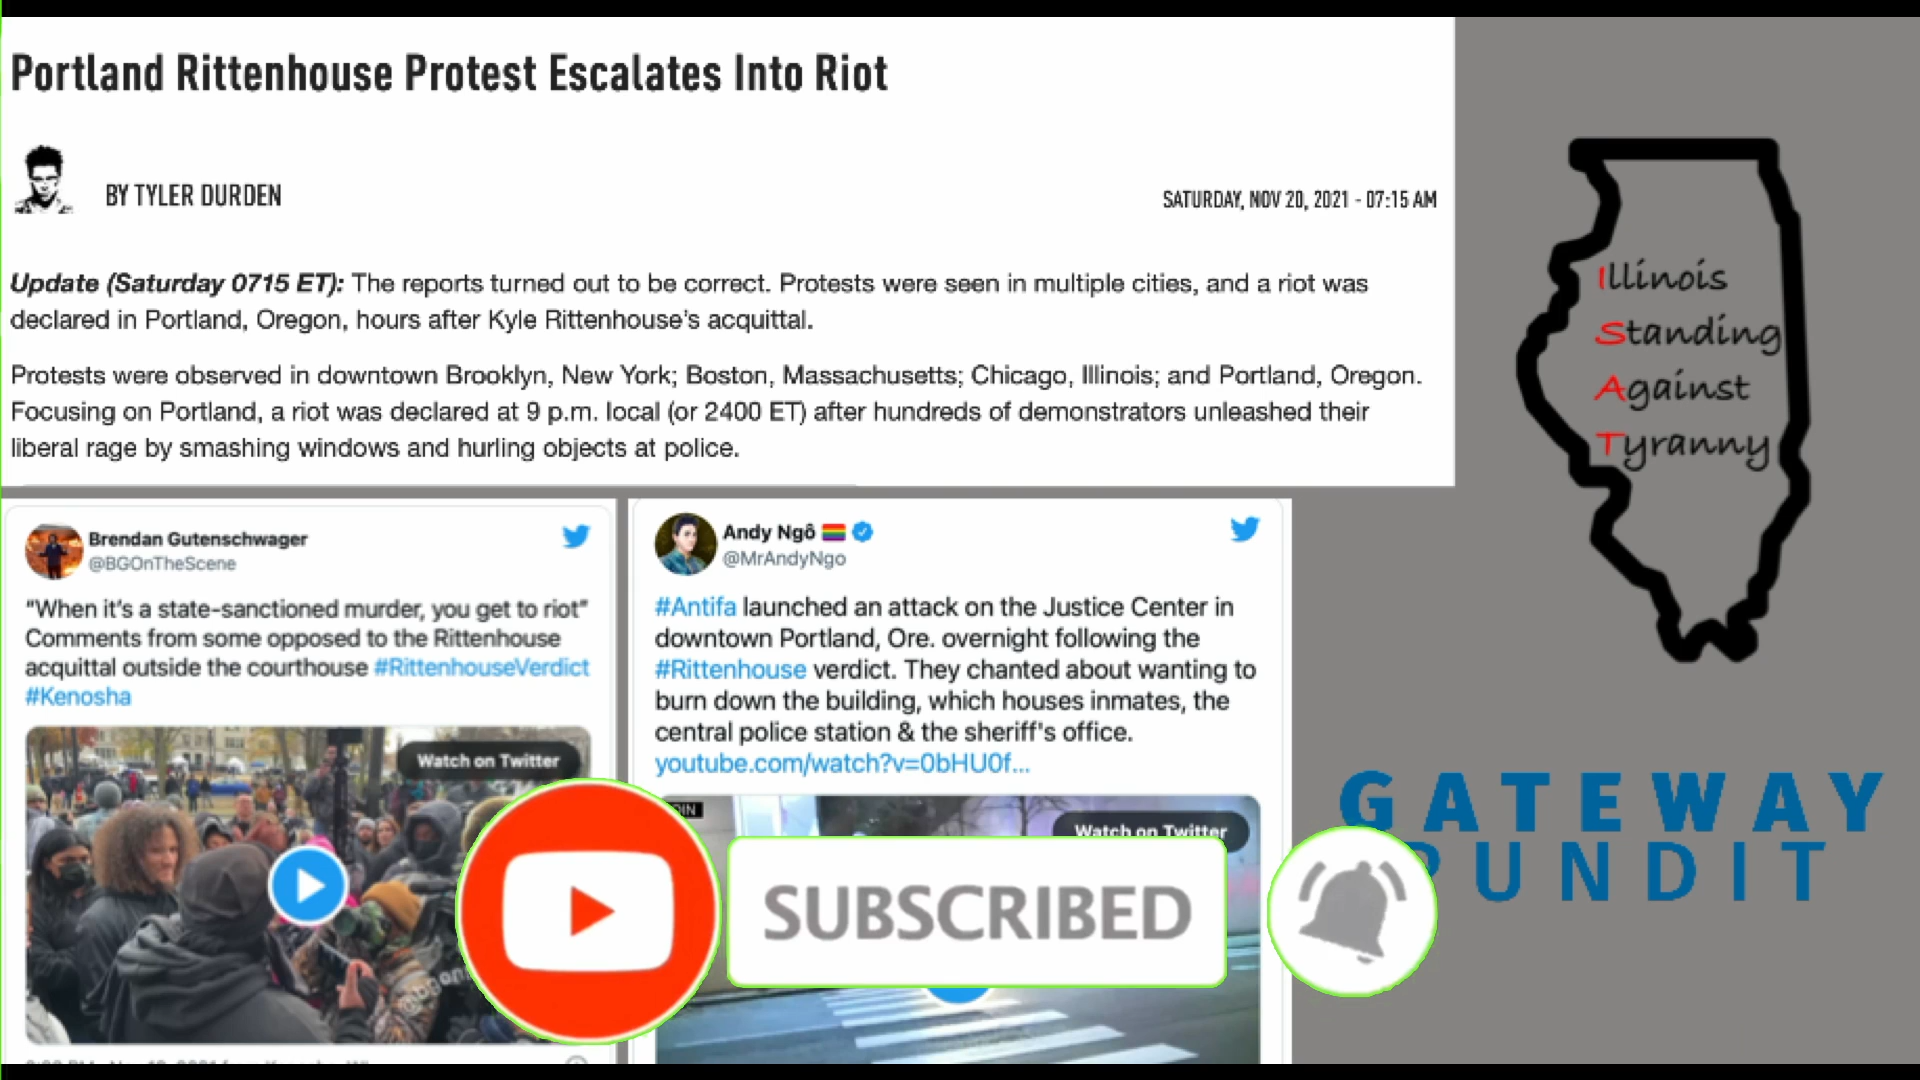 Portland Rittenhouse Protest Escalates Into Riot
BY TYLER DURDEN
SATURDAY, NOV 20, 2021 - 07:15 AM
Update (Saturday 0715 ET): The reports turned out to be correct. Protests were seen in multiple cities, and a riot was
declared in Portland, Oregon, hours after Kyle Rittenhouse's acquittal.
Protests were observed in downtown Brooklyn, New York; Boston, Massachusetts; Chicago, Illinois; and Portland, Oregon.
Focusing on Portland, a riot was declared at 9 p.m. local (or 2400 ET) after hundreds of demonstrators unleashed their
liberal rage by smashing windows and hurling objects at police.
Illinois
Standing
Against
Tyranny
Brendan Gutenschwager
@BGOnTheScene
"When it's a state-sanctioned murder, you get to riot"
Comments from some opposed to the Rittenhouse
acquittal outside the courthouse #RittenhouseVerdict
#Kenosha
Watch on Twitter
Andy Ngô
@MrAndyNgo
#Antifa launched an attack on the Justice Center in
downtown Portland, Ore. overnight following the
#Rittenhouse verdict. They chanted about wanting to
burn down the building, which houses inmates, the
central police station & the sheriff's office.
youtube.com/watch?v=0bHU0f...
Watch on Twitter
SUBSCRIBED
GATEWAY
PUNDIT